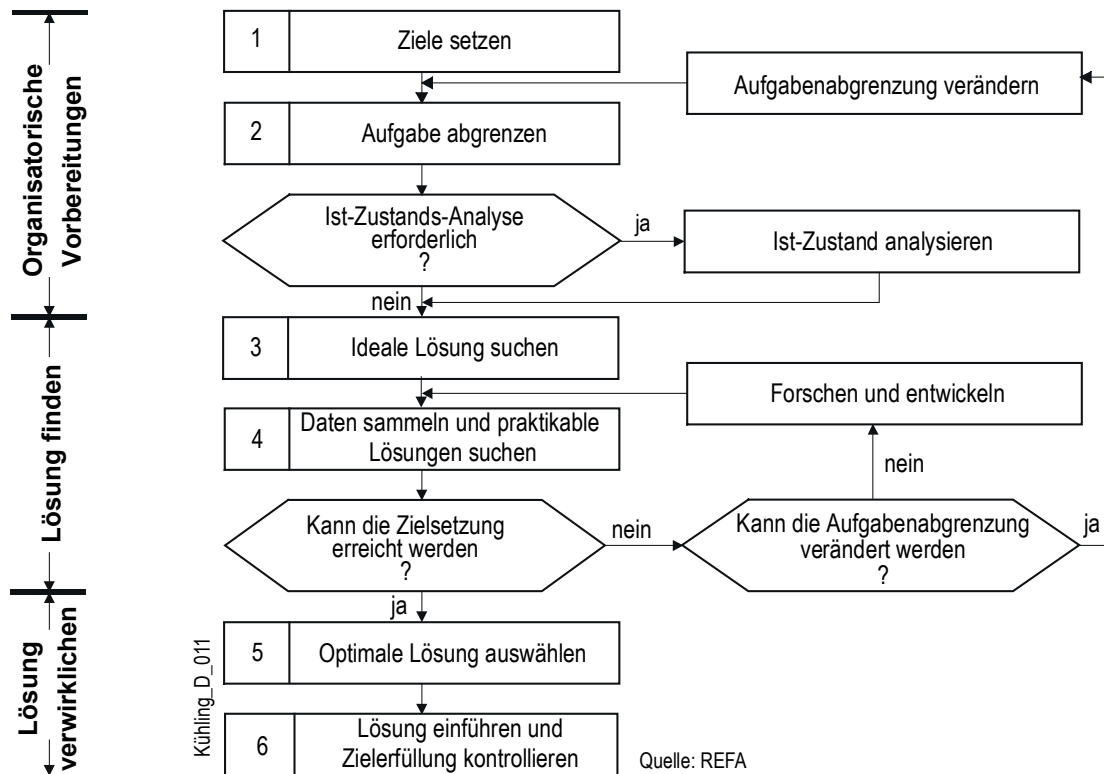 Organisatorische
Vorbereitungen
Lösung finden
Lösung
verwirklichen
1
Ziele setzen
Aufgabenabgrenzung verändern
2
Aufgabe abgrenzen
Ist-Zustands-Analyse
erforderlich
?
ja
Ist-Zustand analysieren
nein
3
Ideale Lösung suchen
Forschen und entwickeln
4
Daten sammeln und praktikable
Lösungen suchen
nein
Kann die Zielsetzung
erreicht werden
?
nein
Kann die Aufgabenabgrenzung
verändert werden
?
ja
ja
5
Optimale Lösung auswählen
6
Lösung einführen und
Zielerfüllung kontrollieren
Kühling_D_011
Quelle: REFA